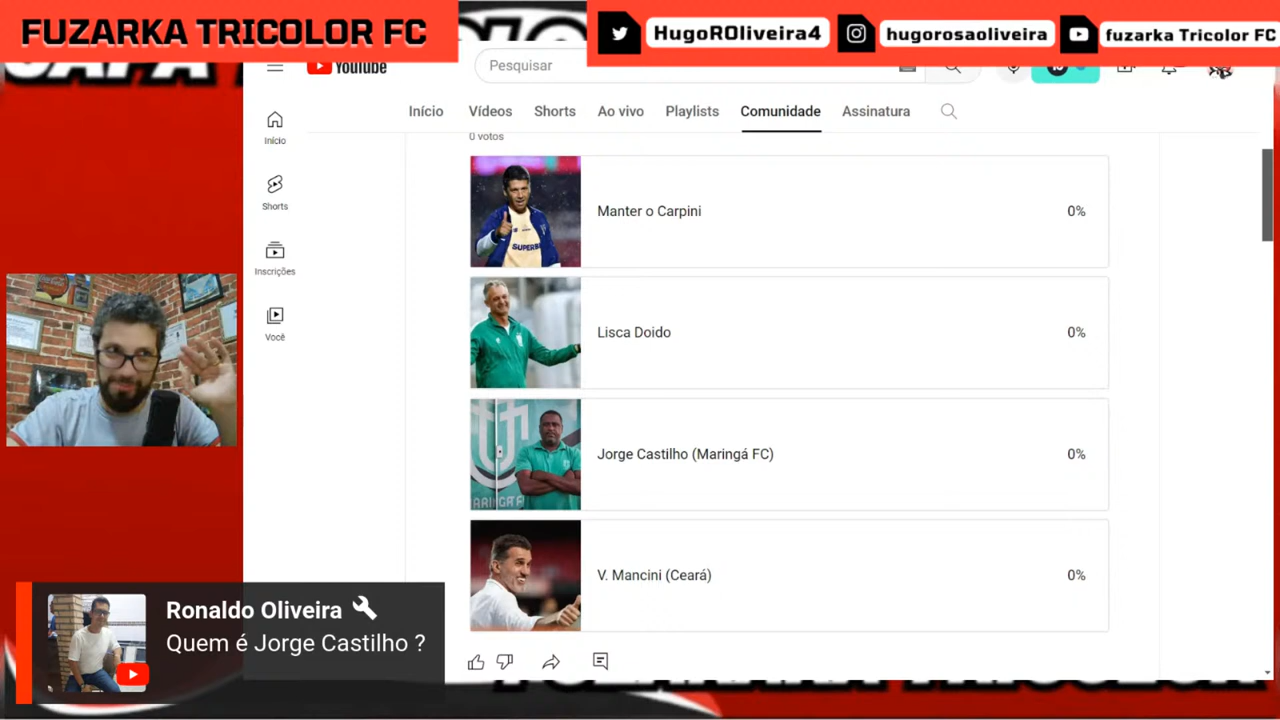 FUZARKA TRICOLOR FC
HugoROliveira4
hugorosaoliveira
fuzarka Tricolor FC
YouTube
Pesquisar
Início
Vídeos
Shorts
Ao vivo
Playlists
Comunidade
Assinatura
0 votos
Início
Shorts
Inscrições
Você
Manter o Carpini
0%
SUPERB
Lisca Doido
0%
Jorge Castilho (Maringá FC)
0%
V. Mancini (Ceará)
0%
Ronaldo Oliveira
Quem é Jorge Castilho ?